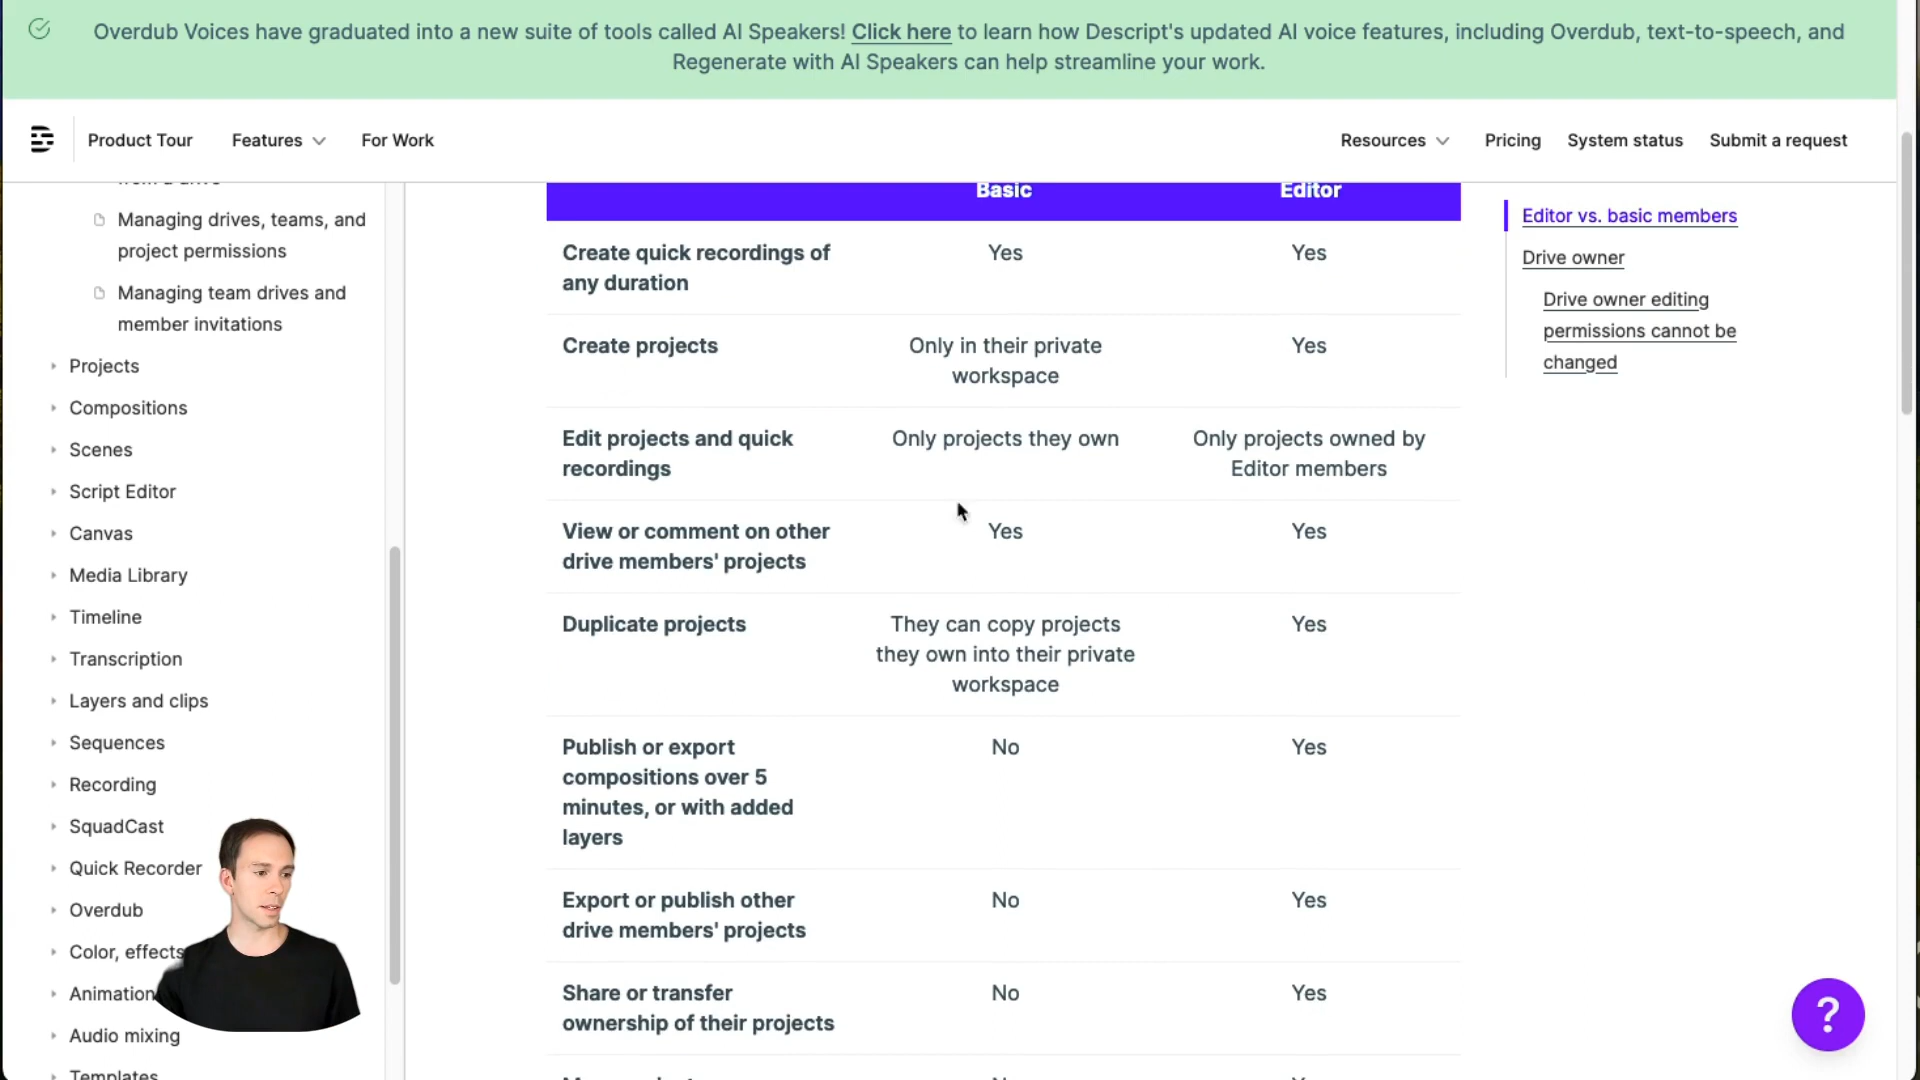 Overdub Voices have graduated into a new suite of tools called AI Speakers! Click here to learn how Descript's updated AI voice features, including Overdub, text-to-speech, and
Regenerate with AI Speakers can help streamline your work.
Product Tour
Features
For Work
Resources
Pricing
System status
Submit a request
Managing drives, teams, and
project permissions
Managing team drives and
member invitations
Projects
Compositions
Scenes
Script Editor
Canvas
Media Library
Timeline
Transcription
Layers and clips
Sequences
Recording
SquadCast
Quick Recorder
Overdub
Color, effects
Animation
Audio mixing
Templates
Basic
Editor
Create quick recordings of
any duration
Yes
Yes
Create projects
Only in their private
workspace
Yes
Edit projects and quick
recordings
Only projects they own
Only projects owned by
Editor members
View or comment on other
drive members' projects
Yes
Yes
Duplicate projects
They can copy projects
they own into their private
workspace
Yes
Publish or export
compositions over 5
minutes, or with added
layers
No
Yes
Export or publish other
drive members' projects
No
Yes
Share or transfer
ownership of their projects
No
Yes
Editor vs. basic members
Drive owner
Drive owner editing
permissions cannot be
changed
?